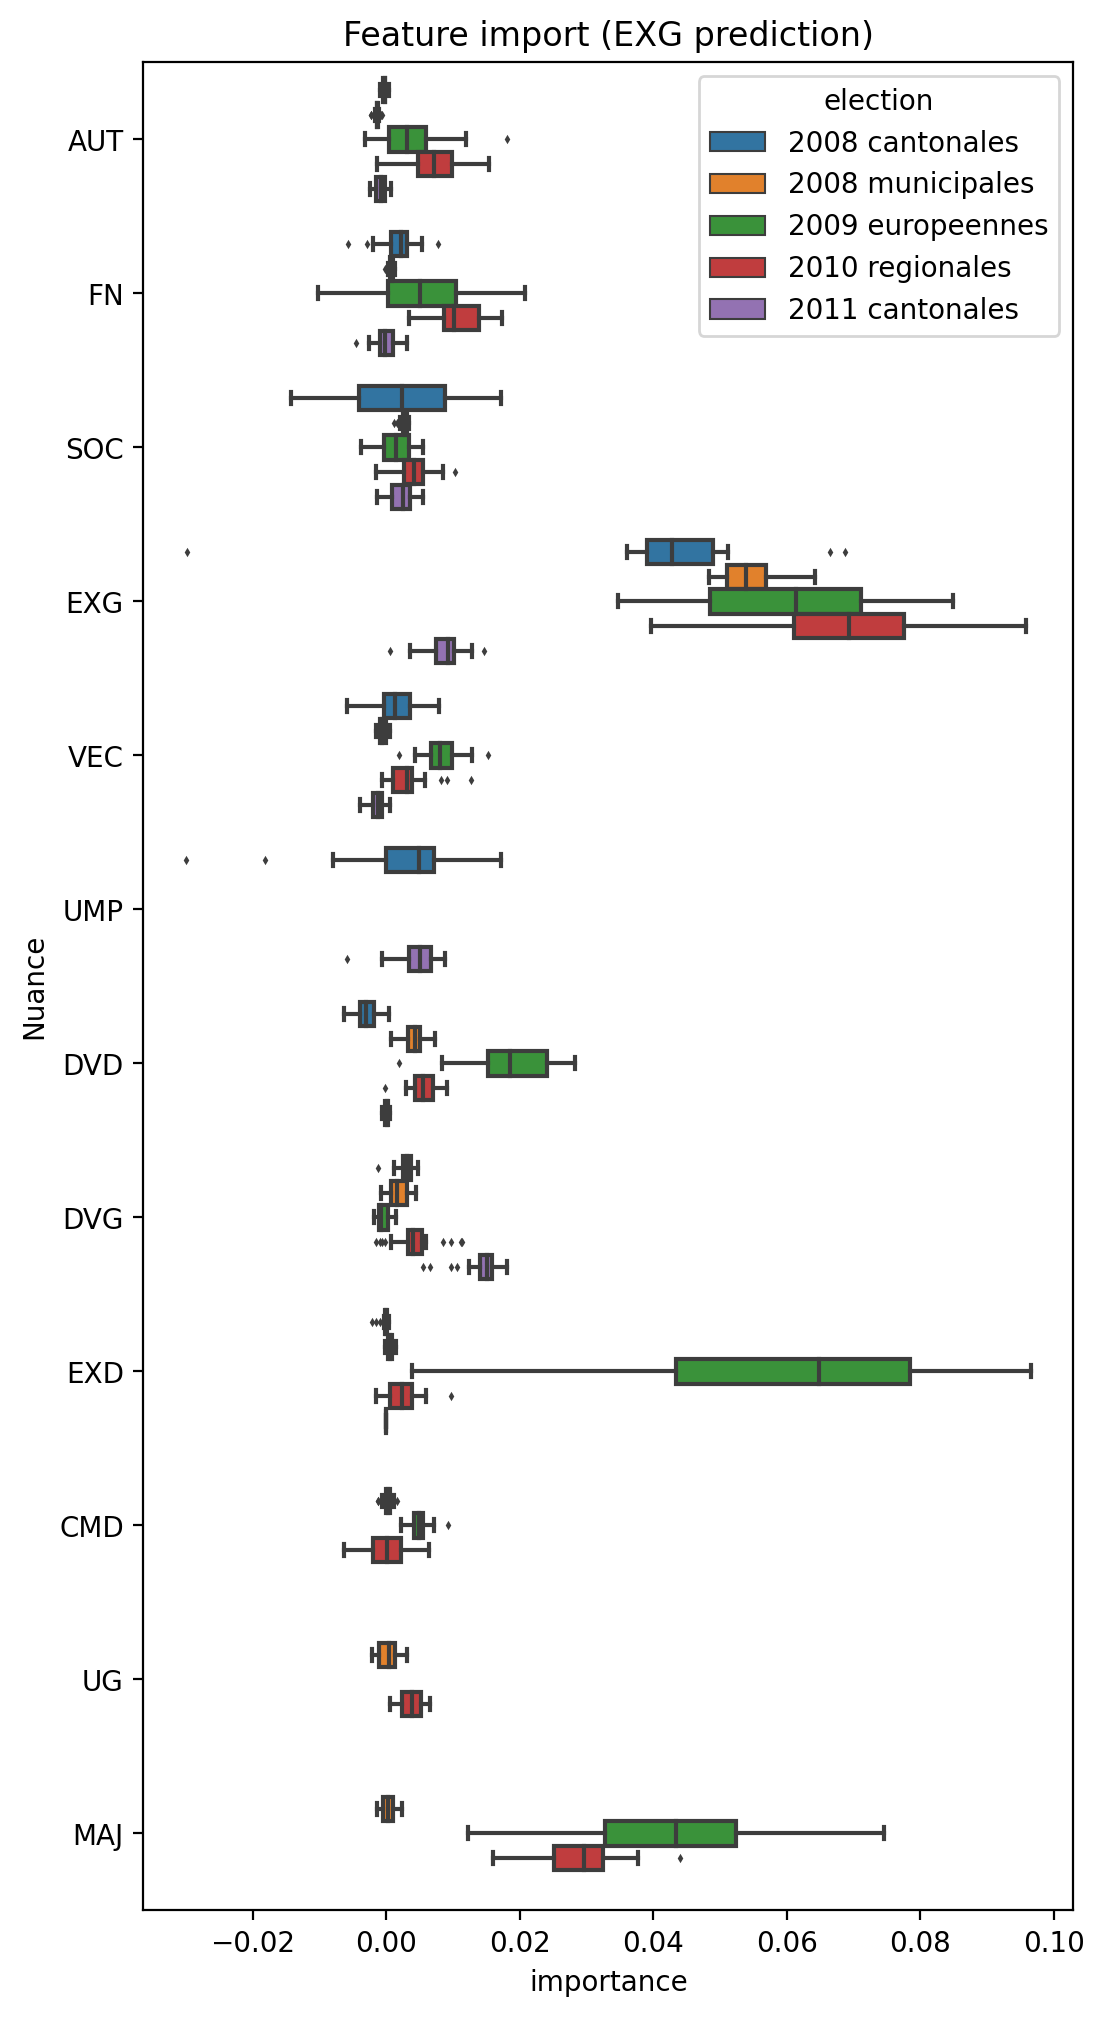 Feature import (EXG prediction)
election
2008 cantonales
2008 municipales
2009 europeennes
2010 regionales
2011 cantonales
AUT
FN
SOC
EXG
VEC
UMP
DVD
DVG
EXD
CMD
UG
MAJ
Nuance
−0.02
0.00
0.02
0.04
0.06
0.08
0.10
importance